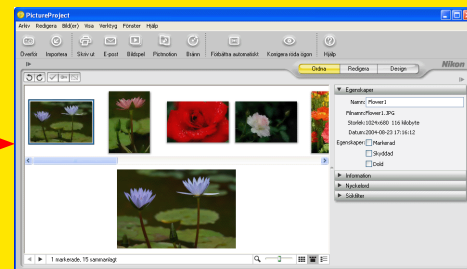 PictureProject
Arkiv Redigera Bild(er) Visa Verktyg Fönster Hjälp
Överför Importera Skriv ut E-post Bildspel Pictmotion Bränn Förbättra automatiskt Korrigera röda ögon Hjälp
Ordna Redigera Design Nikon
Egenskaper
Namn: Flower1
Filnamn: Flower1.JPG
Storlek: 1024x680 116 kilobyte
Datum: 2004-08-23 17:16:12
Egenskaper: Markerad
Skyddad
Dold
Information
Nyckelord
Sökfilter
1 markerade, 15 sammanlagt